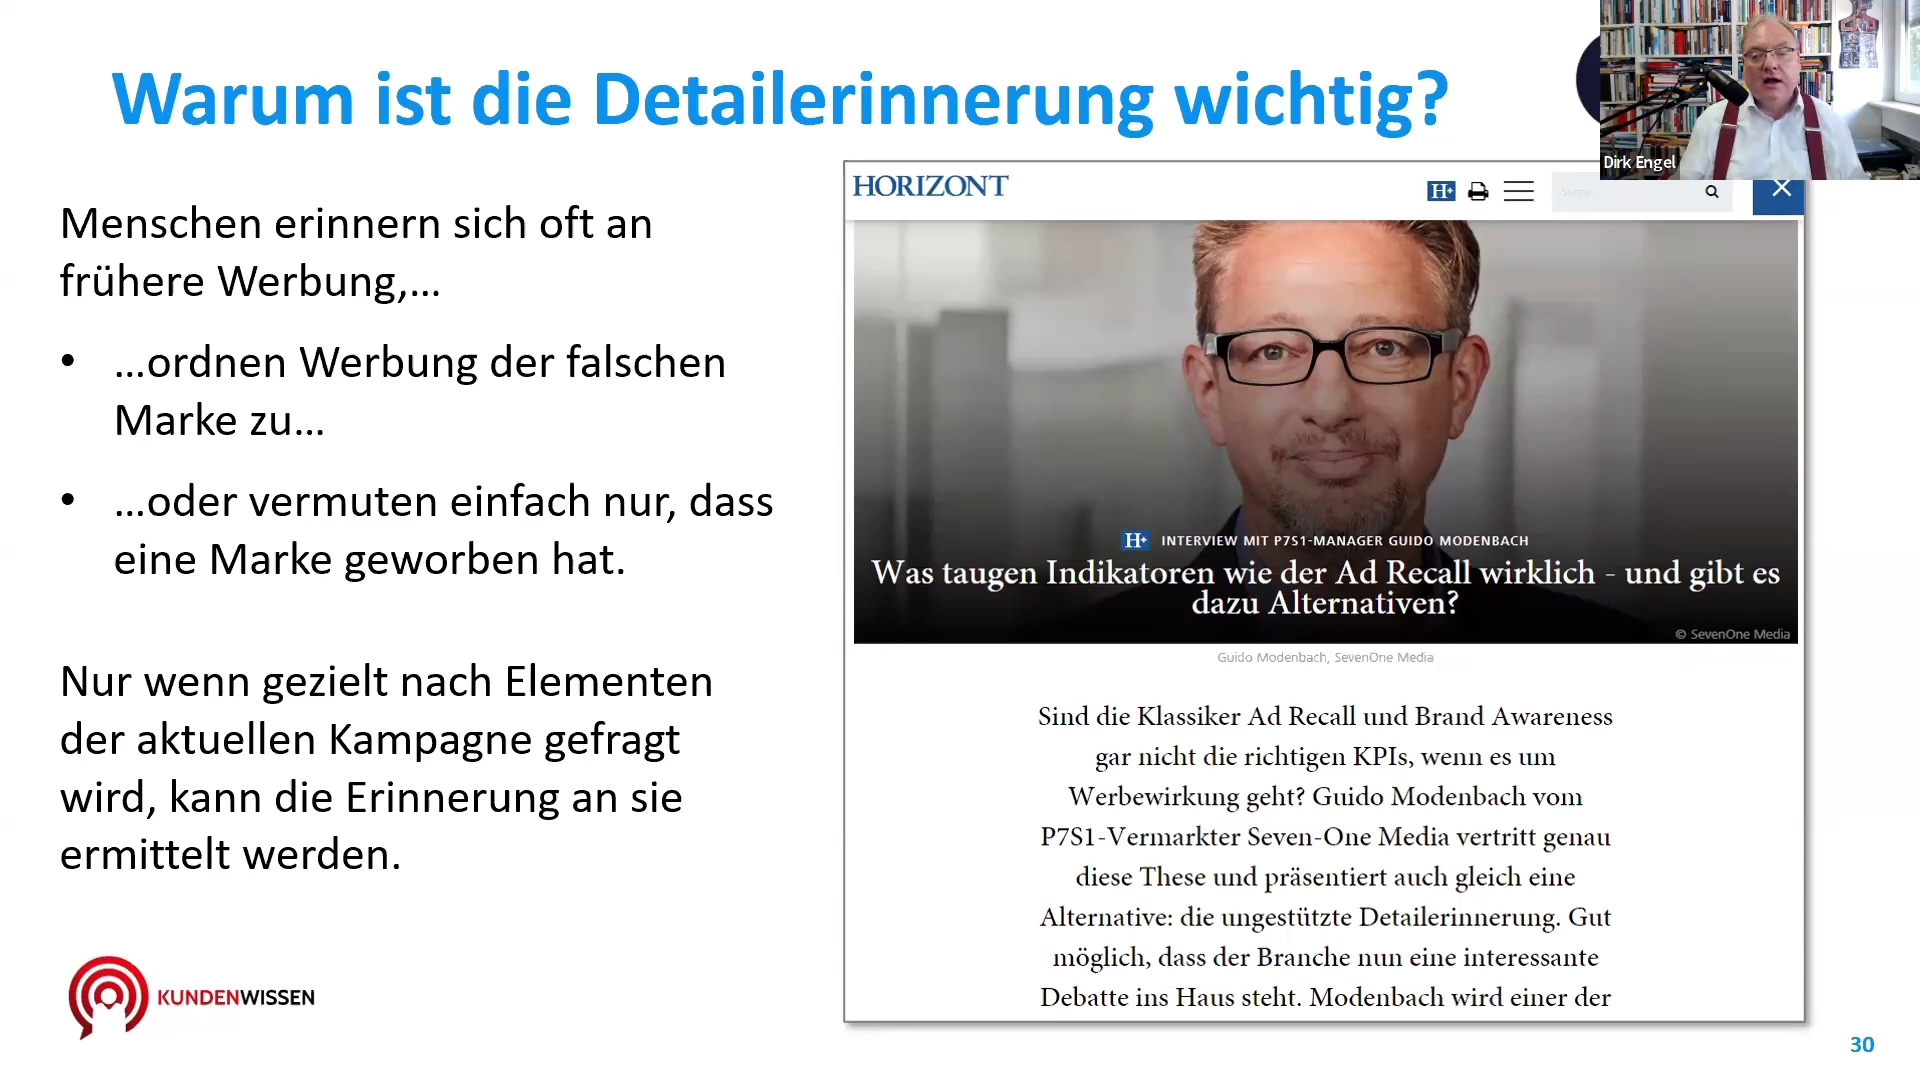 Warum ist die Detailerinnerung wichtig?
Dirk Engel
Menschen erinnern sich oft an
frühere Werbung,...
• ...ordnen Werbung der falschen
Marke zu...
• ...oder vermuten einfach nur, dass
eine Marke geworben hat.
Nur wenn gezielt nach Elementen
der aktuellen Kampagne gefragt
wird, kann die Erinnerung an sie
ermittelt werden.
KUNDENWISSEN
HORIZONT
H+
Suche
H+ INTERVIEW MIT P7S1-MANAGER GUIDO MODENBACH
Was taugen Indikatoren wie der Ad Recall wirklich - und gibt es
dazu Alternativen?
© SevenOne Media
Guido Modenbach, SevenOne Media
Sind die Klassiker Ad Recall und Brand Awareness
gar nicht die richtigen KPIs, wenn es um
Werbewirkung geht? Guido Modenbach vom
P7S1-Vermarkter Seven-One Media vertritt genau
diese These und präsentiert auch gleich eine
Alternative: die ungestützte Detailerinnerung. Gut
möglich, dass der Branche nun eine interessante
Debatte ins Haus steht. Modenbach wird einer der
30